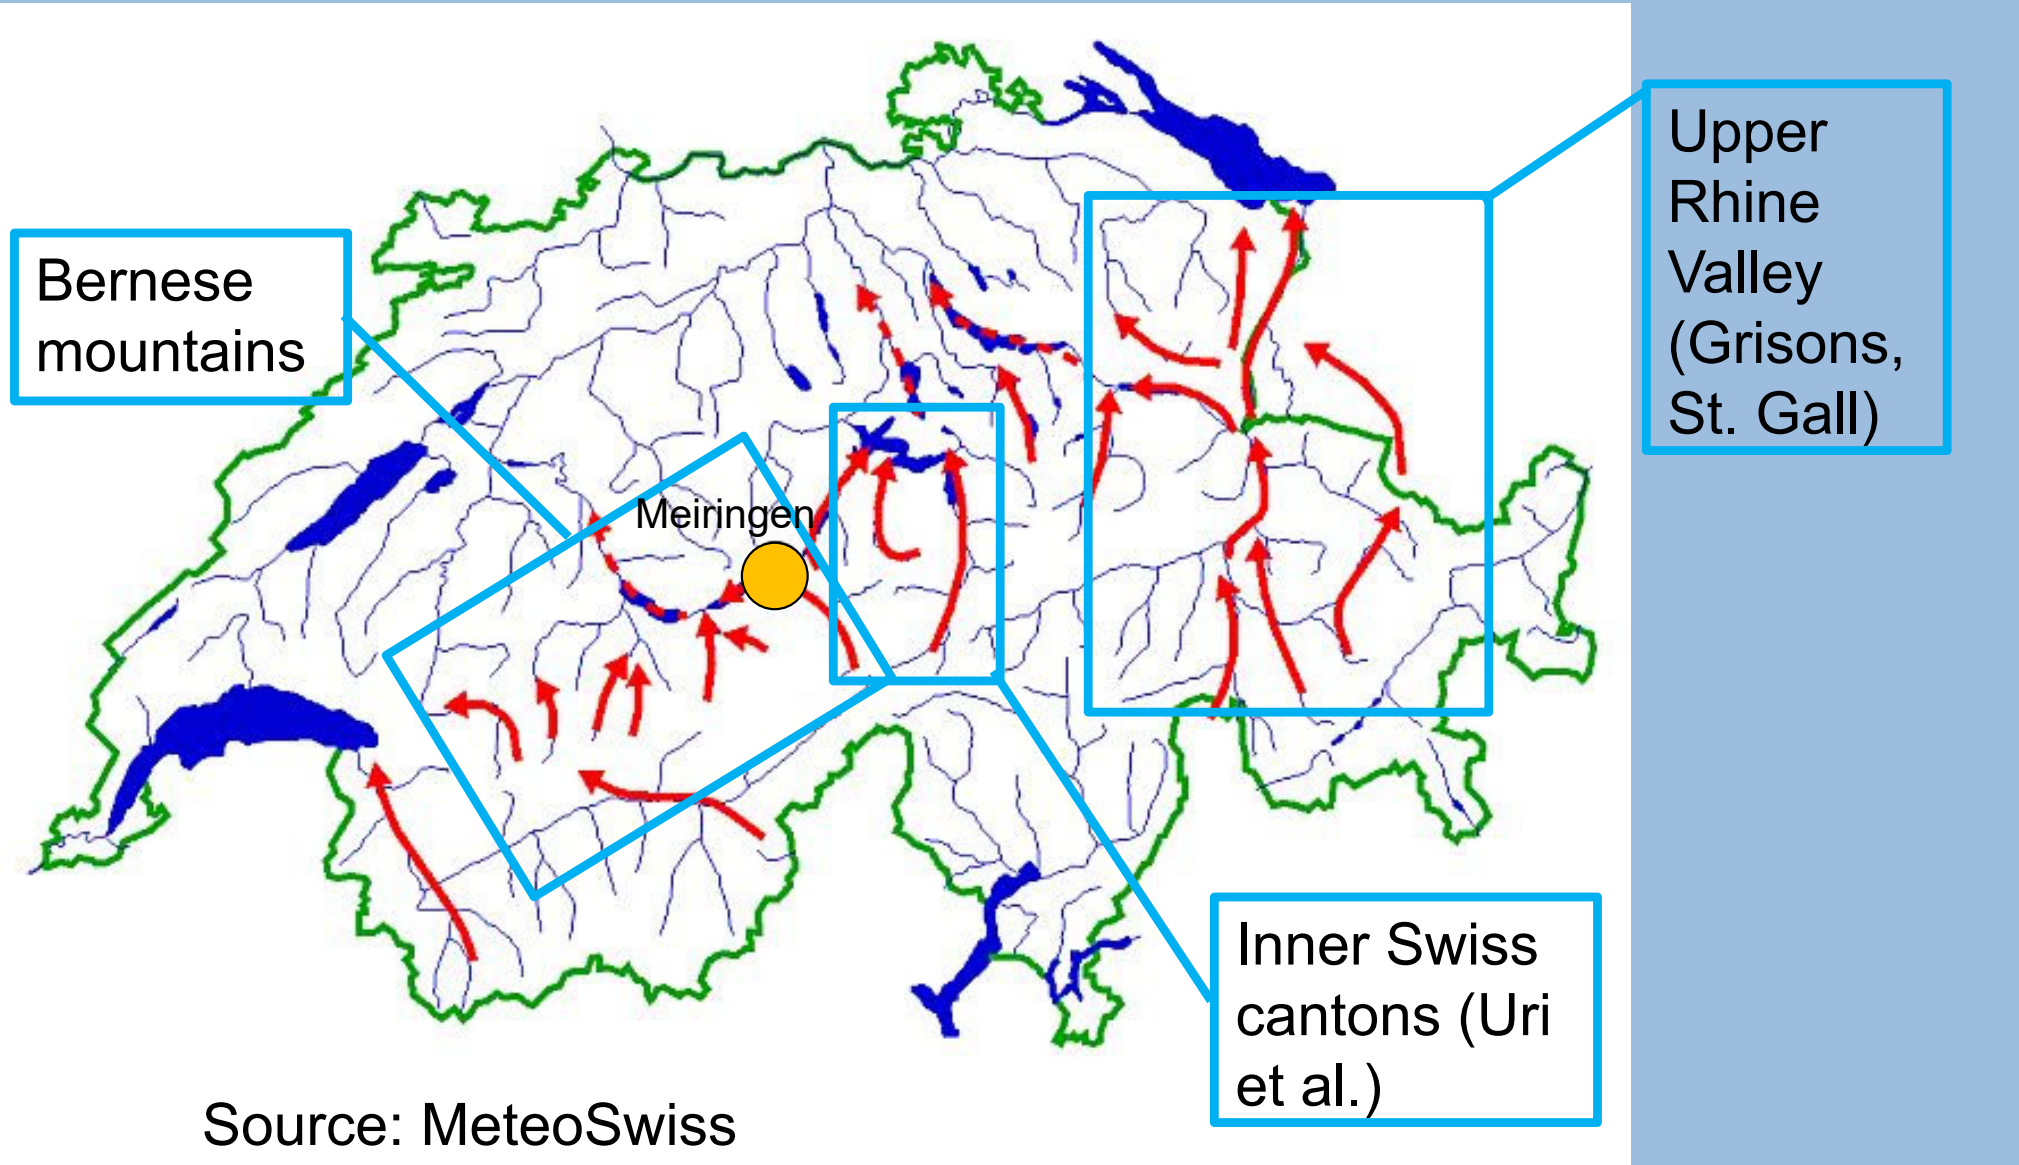 Upper
Rhine
Valley
(Grisons,
St. Gall)
Bernese
mountains
Meiringen
Inner Swiss
cantons (Uri
et al.)
Source: MeteoSwiss